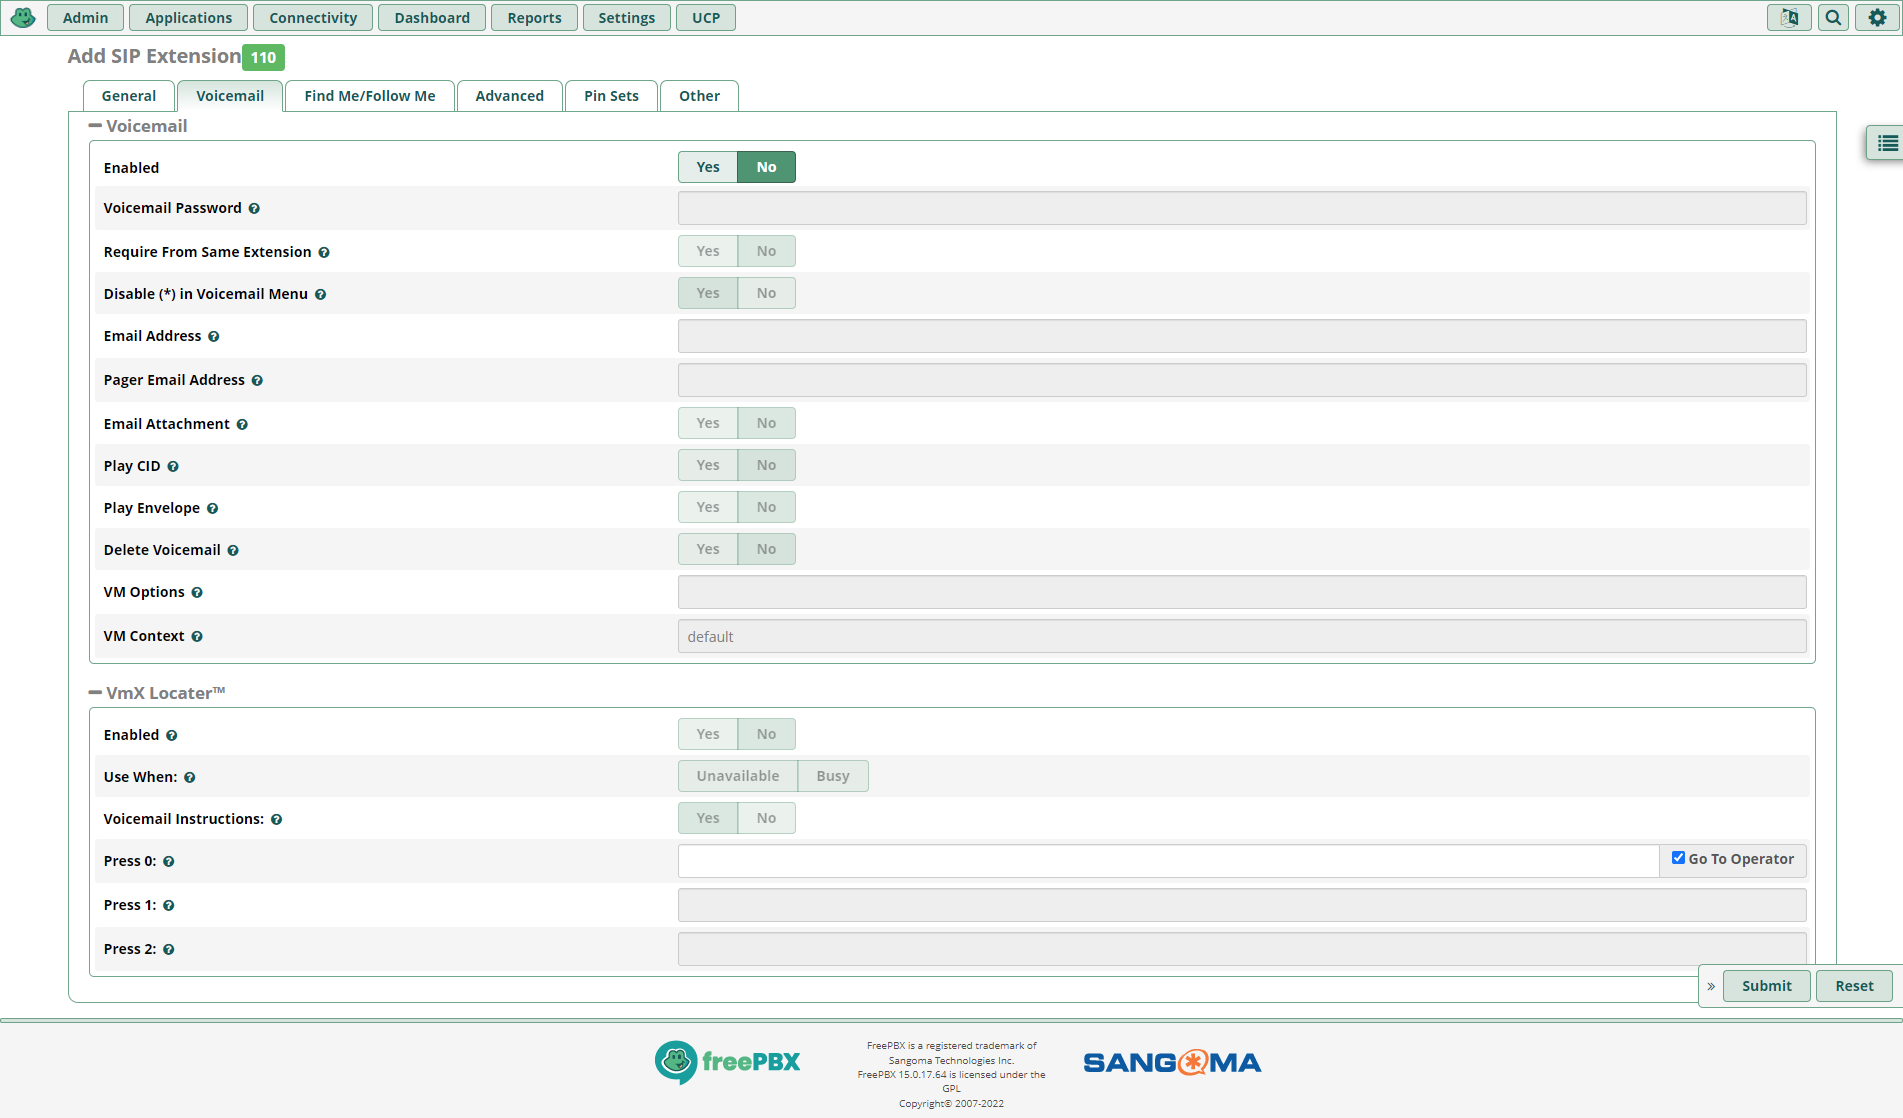 Admin Applications Connectivity Dashboard Reports Settings UCP
Add SIP Extension 110
General Voicemail Find Me/Follow Me Advanced Pin Sets Other
Voicemail
Enabled Yes No
Voicemail Password
Require From Same Extension Yes No
Disable (*) in Voicemail Menu Yes No
Email Address
Pager Email Address
Email Attachment Yes No
Play CID Yes No
Play Envelope Yes No
Delete Voicemail Yes No
VM Options
VM Context default
VmX Locater™
Enabled Yes No
Use When: Unavailable Busy
Voicemail Instructions: Yes No
Press 0: Go To Operator
Press 1:
Press 2:
» Submit Reset
freePBX
FreePBX is a registered trademark of
Sangoma Technologies Inc.
FreePBX 15.0.17.64 is licensed under the
GPL
Copyright© 2007-2022
SANGOMA